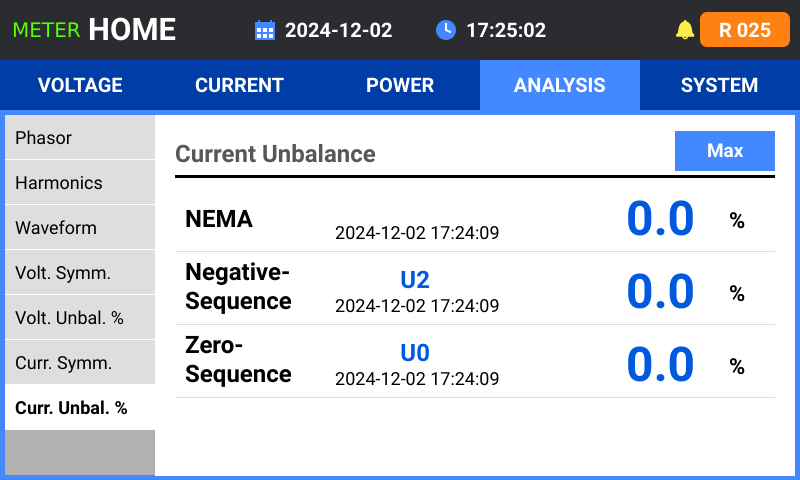 METER HOME 2024-12-02 17:25:02 R 025
VOLTAGE CURRENT POWER ANALYSIS SYSTEM
Phasor
Harmonics
Waveform
Volt. Symm.
Volt. Unbal. %
Curr. Symm.
Curr. Unbal. %
Current Unbalance Max
NEMA 2024-12-02 17:24:09 0.0 %
Negative-
Sequence U2
2024-12-02 17:24:09 0.0 %
Zero-
Sequence U0
2024-12-02 17:24:09 0.0 %